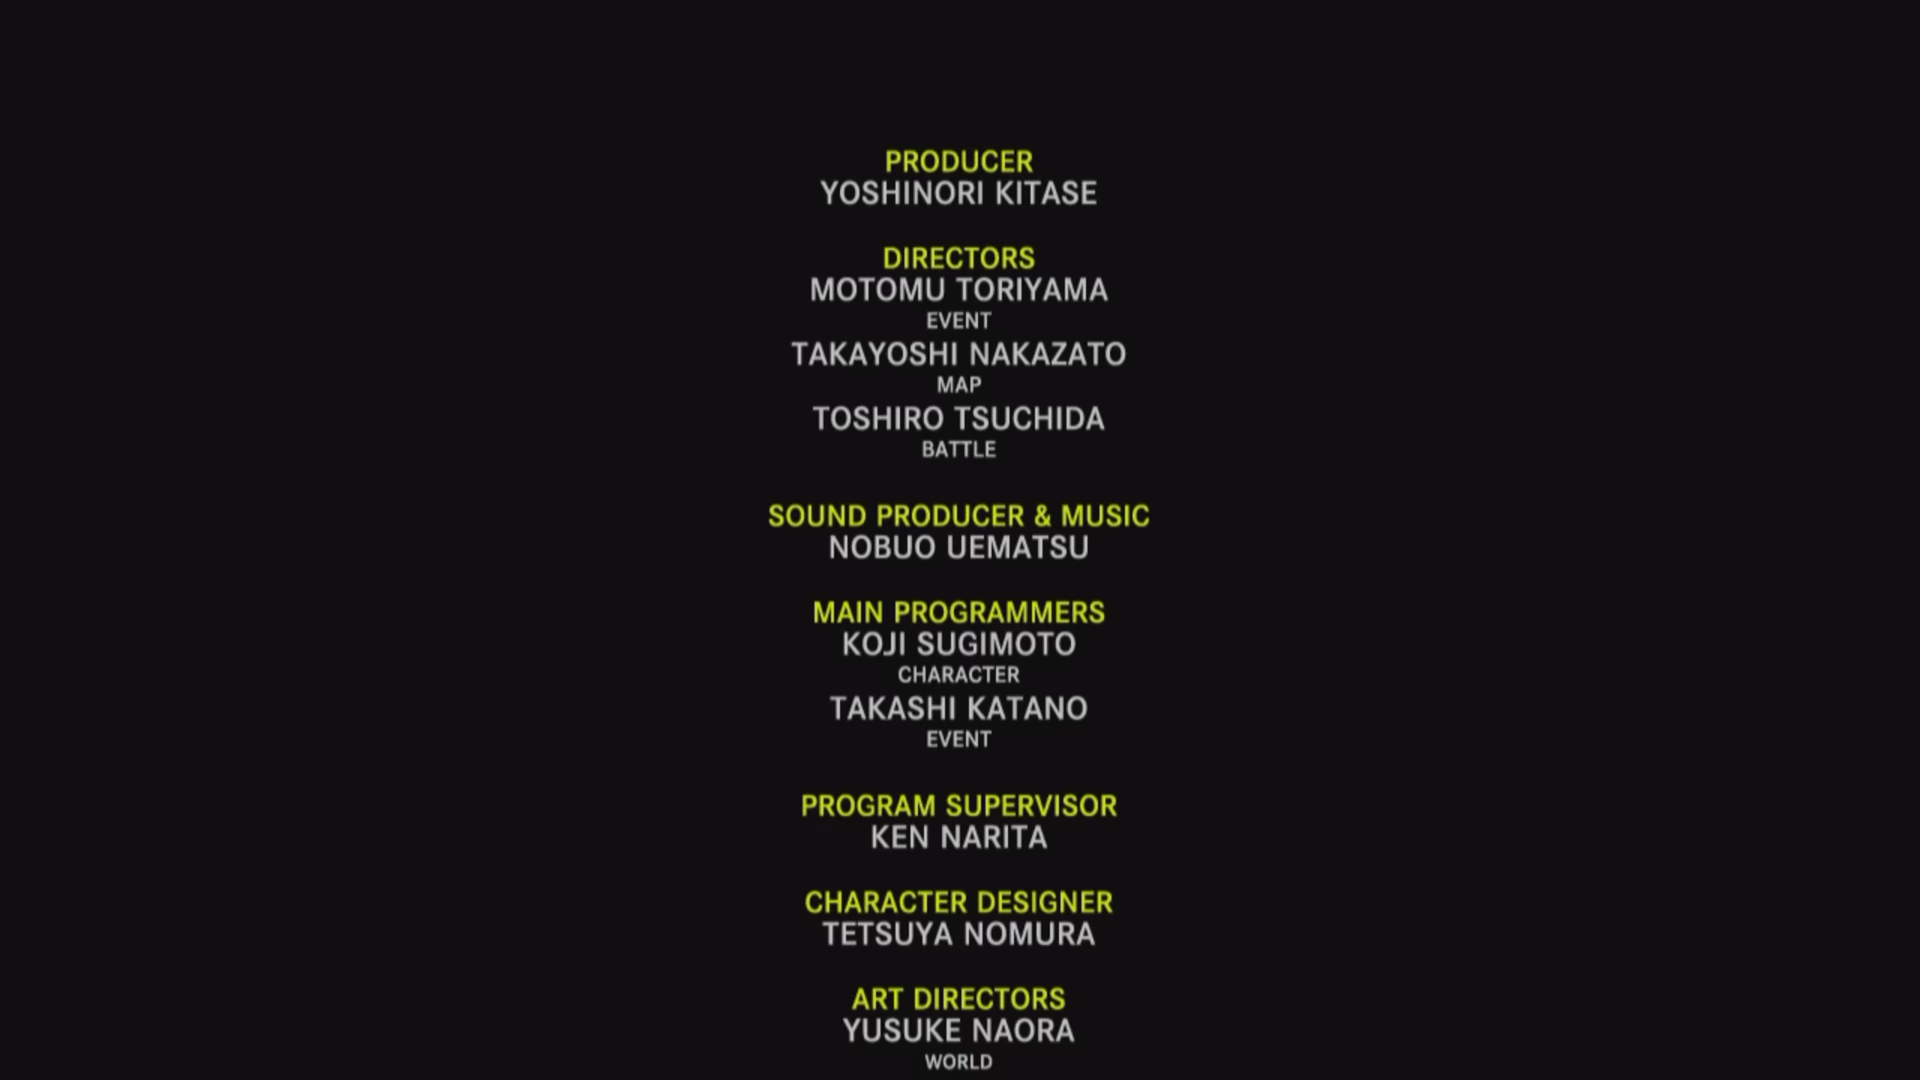 PRODUCER
YOSHINORI KITASE
DIRECTORS
MOTOMU TORIYAMA
EVENT
TAKAYOSHI NAKAZATO
MAP
TOSHIRO TSUCHIDA
BATTLE
SOUND PRODUCER & MUSIC
NOBUO UEMATSU
MAIN PROGRAMMERS
KOJI SUGIMOTO
CHARACTER
TAKASHI KATANO
EVENT
PROGRAM SUPERVISOR
KEN NARITA
CHARACTER DESIGNER
TETSUYA NOMURA
ART DIRECTORS
YUSUKE NAORA
WORLD